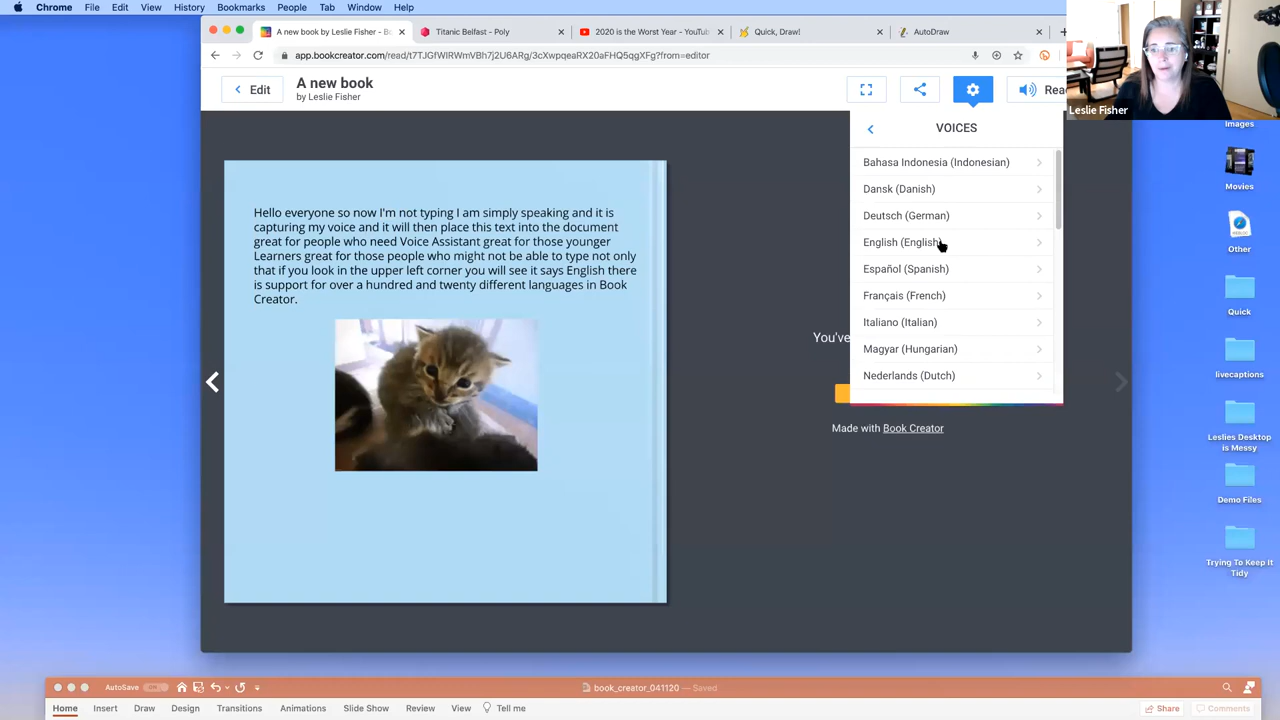 Chrome File Edit View History Bookmarks People Tab Window Help
A new book by Leslie Fisher - B
Titanic Belfast - Poly
2020 is the Worst Year - YouTub
Quick, Draw!
AutoDraw
app.bookcreator.com/read/t7TJGfWlRWmVBh7j2U6ARg/3cXwpqeaRX20aFHQ5qgXFg?from=editor
Leslie Fisher
Edit
A new book
by Leslie Fisher
Rea
VOICES
Bahasa Indonesia (Indonesian)
Dansk (Danish)
Deutsch (German)
English (English)
Español (Spanish)
Français (French)
Italiano (Italian)
Magyar (Hungarian)
Nederlands (Dutch)
Hello everyone so now I'm not typing I am simply speaking and it is
capturing my voice and it will then place this text into the document
great for people who need Voice Assistant great for those younger
Learners great for those people who might not be able to type not only
that if you look in the upper left corner you will see it says English there
is support for over a hundred and twenty different languages in Book
Creator.
You've
Made with Book Creator
Images
Movies
Other
Quick
livecaptions
Leslies Desktop
is Messy
Demo Files
Trying To Keep It
Tidy
AutoSave
book_creator_041120 — Saved
Home Insert Draw Design Transitions Animations Slide Show Review View Tell me
Share
Comments